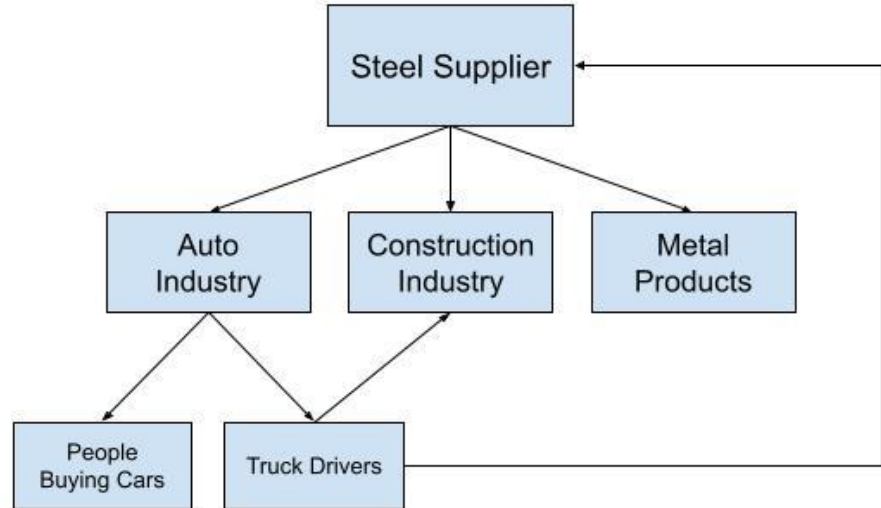 Steel Supplier
Auto
Industry
Construction
Industry
Metal
Products
People
Buying Cars
Truck Drivers